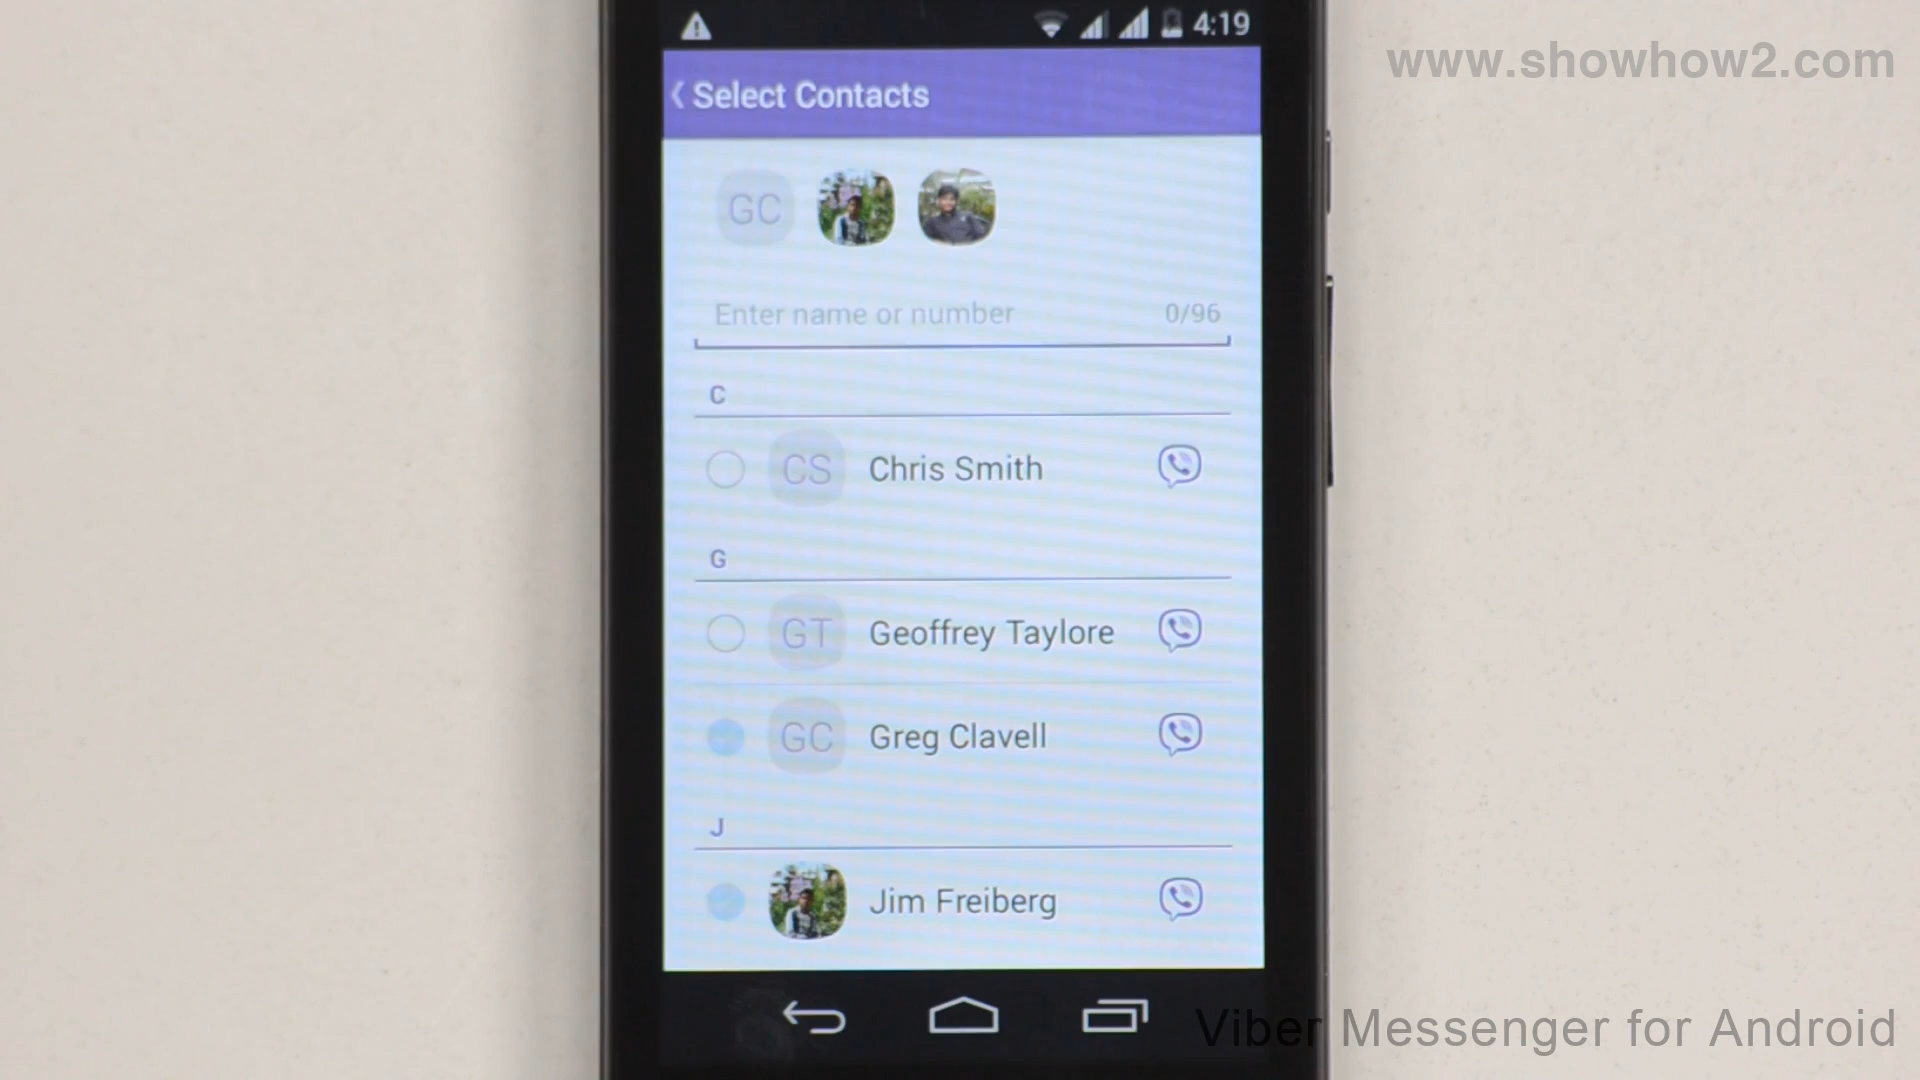 4:19
www.showhow2.com
Select Contacts
GC
Enter name or number 0/96
C
CS Chris Smith
G
GT Geoffrey Taylore
GC Greg Clavell
J
Jim Freiberg
Viber Messenger for Android